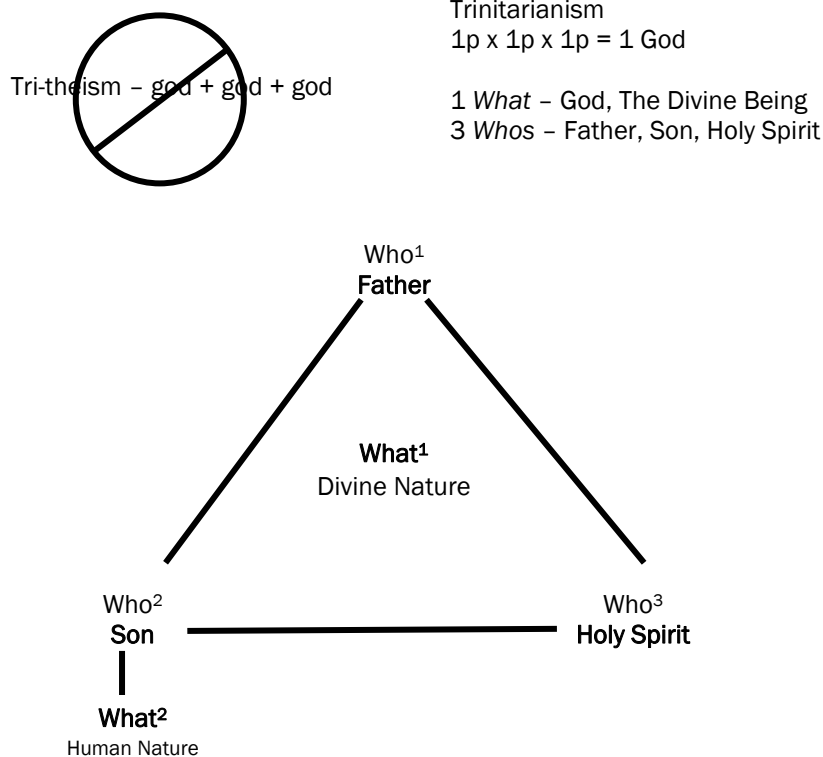 Trinitarianism
1p x 1p x 1p = 1 God
Tri-theism – god + god + god
1 What – God, The Divine Being
3 Whos – Father, Son, Holy Spirit
Who¹
Father
What¹
Divine Nature
Who²
Son
Who³
Holy Spirit
What²
Human Nature